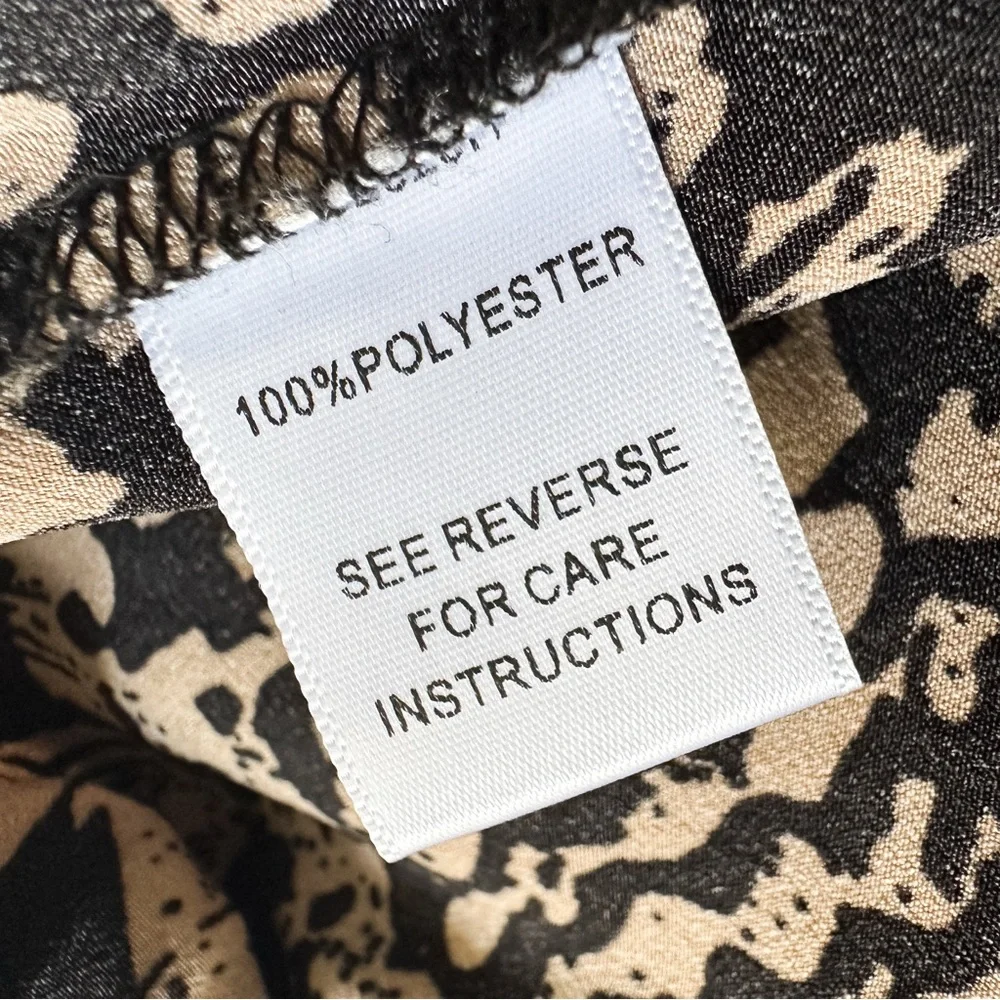 100%POLYESTER
SEE REVERSE
FOR CARE
INSTRUCTIONS